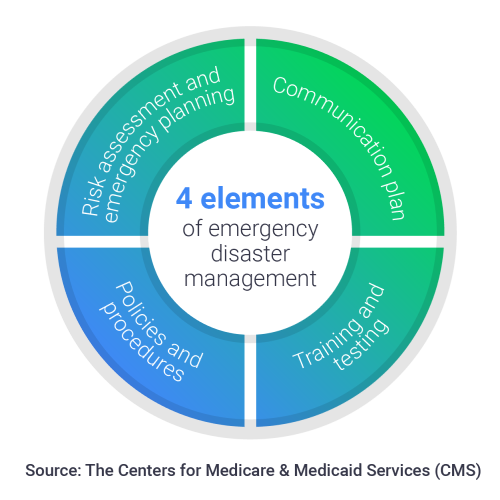 Risk assessment and
emergency planning
Communication plan
4 elements
of emergency
disaster
management
Policies and
procedures
Training and
testing
Source: The Centers for Medicare & Medicaid Services (CMS)